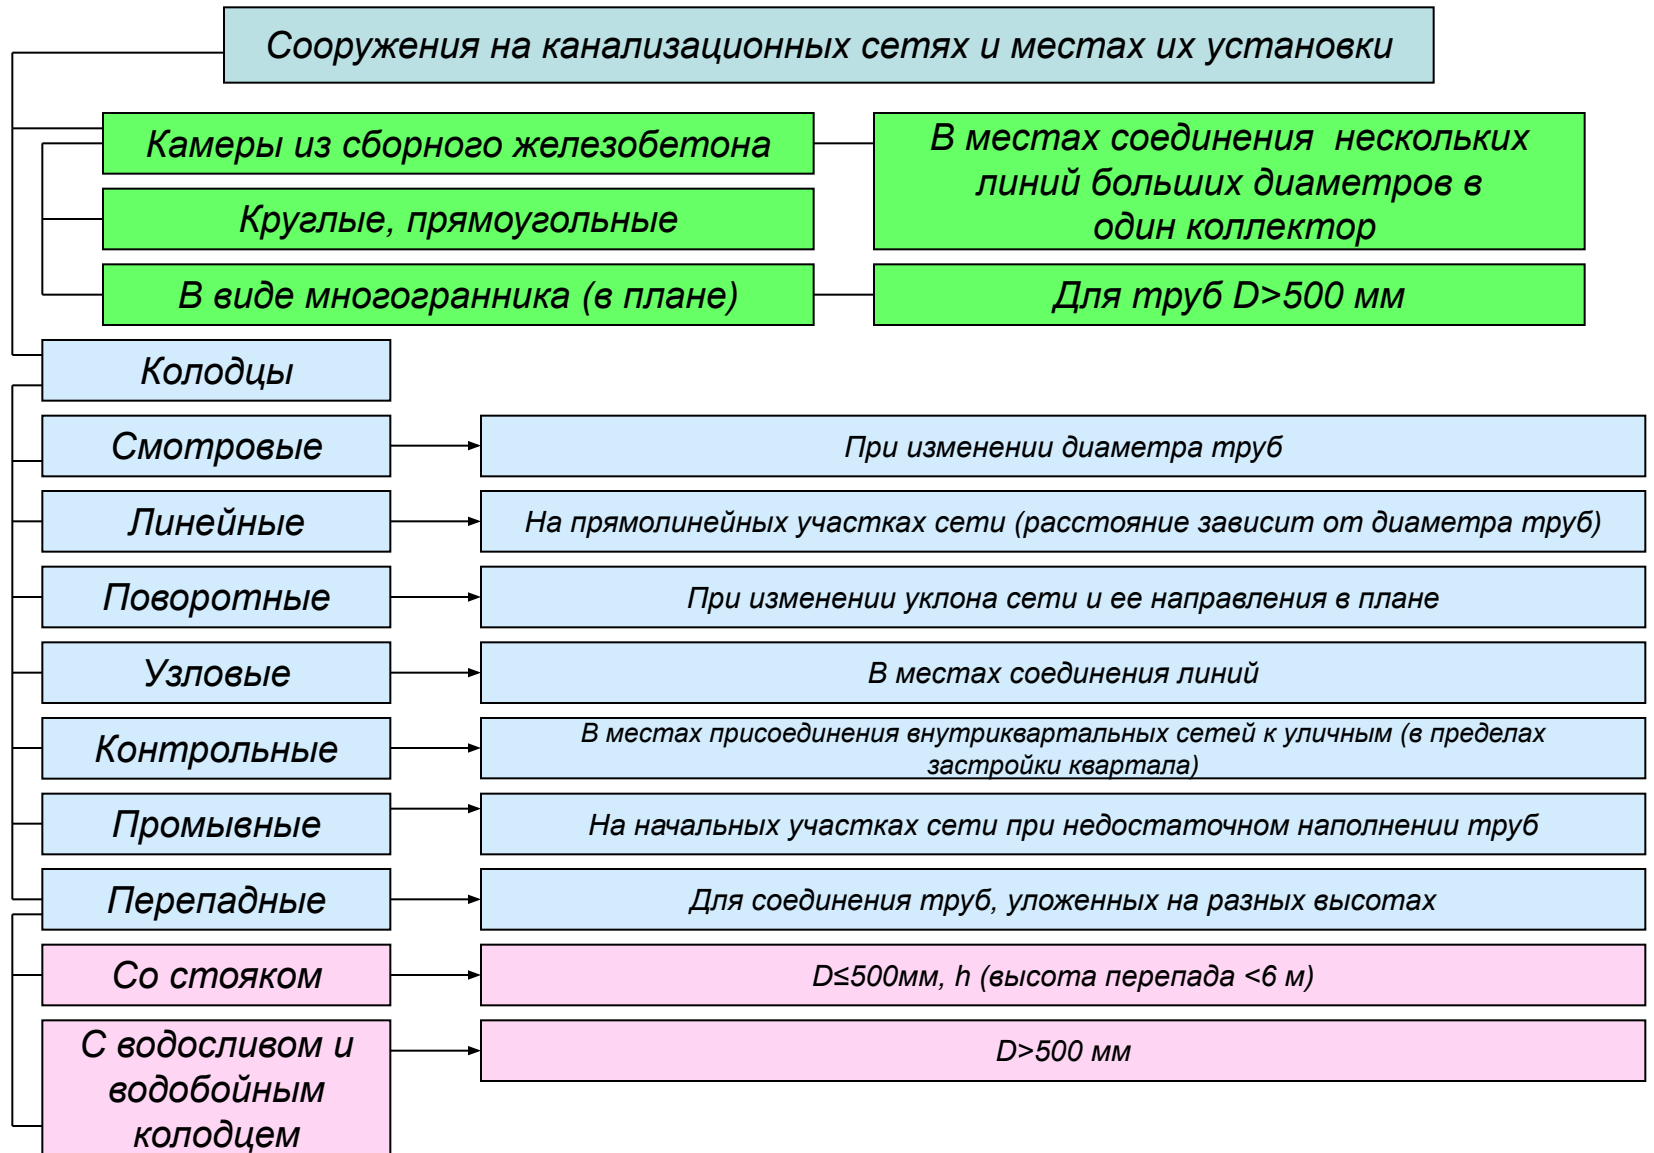 Сооружения на канализационных сетях и местах их установки
Камеры из сборного железобетона
В местах соединения нескольких
линий больших диаметров в
один коллектор
Круглые, прямоугольные
В виде многогранника (в плане)
Для труб D>500 мм
Колодцы
Смотровые
При изменении диаметра труб
Линейные
На прямолинейных участках сети (расстояние зависит от диаметра труб)
Поворотные
При изменении уклона сети и ее направления в плане
Узловые
В местах соединения линий
Контрольные
В местах присоединения внутриквартальных сетей к уличным (в пределах
застройки квартала)
Промывные
На начальных участках сети при недостаточном наполнении труб
Перепадные
Для соединения труб, уложенных на разных высотах
Со стояком
D≤500мм, h (высота перепада <6 м)
С водосливом и
водобойным
колодцем
D>500 мм